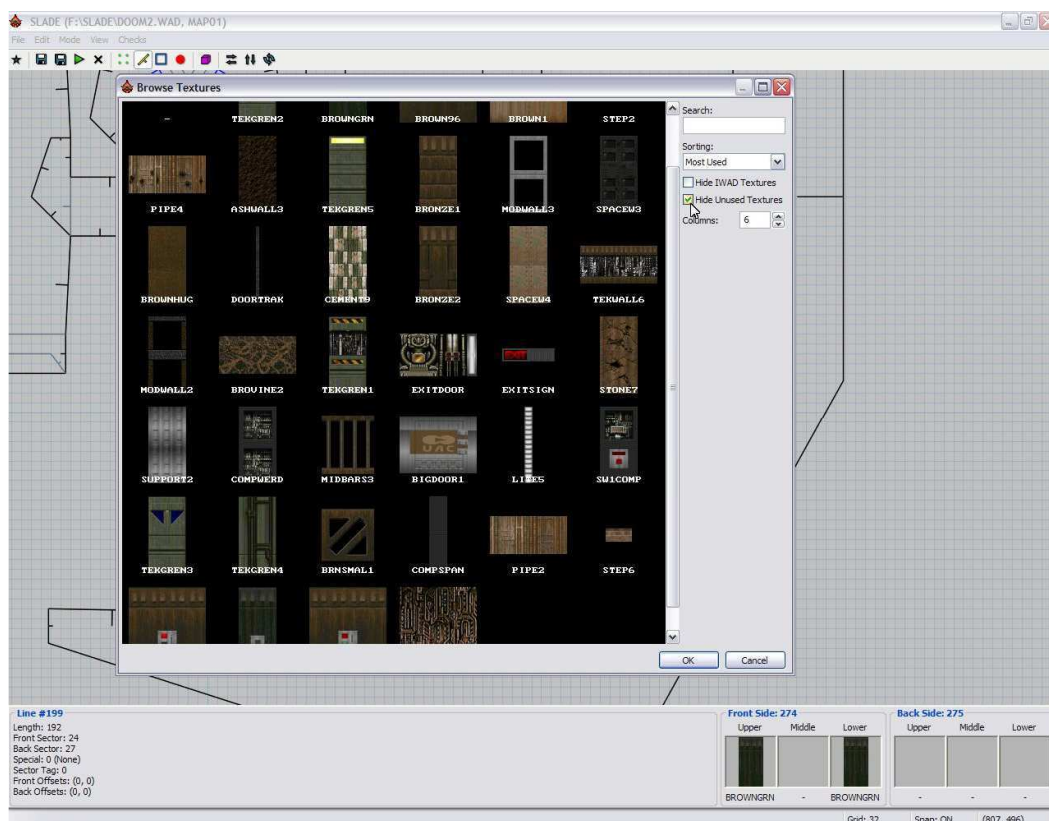 SLADE (F:\SLADE\DOOM2.WAD, MAP01)
File Edit Mode View Checks
Browse Textures
- TEKGREN2 BROWNGRN BROWN96 BROWN1 STEP2
PIPE4 ASHWALL3 TEKGREN5 BRONZE1 MODWALL3 SPACEW3
BROWNHUG DOORTRAK CEMENT9 BRONZE2 SPACEW4 TEKWALL6
MODWALL2 BROVINE2 TEKGREN1 EXITDOOR EXITSIGN STONE7
UAC
SUPPORT2 COMPWERD MIDBARS3 BIGDOOR1 LITE5 SW1COMP
TEKGREN3 TEKGREN4 BRNSMAL1 COMPSPAN PIPE2 STEP6
Search:
Sorting:
Most Used
Hide IWAD Textures
Hide Unused Textures
Columns: 6
OK Cancel
Line #199
Length: 192
Front Sector: 24
Back Sector: 27
Special: 0 (None)
Sector Tag: 0
Front Offsets: (0, 0)
Back Offsets: (0, 0)
Front Side: 274
Upper Middle Lower
BROWNGRN - BROWNGRN
Back Side: 275
Upper Middle Lower
- - -
Grid: 32 Snap: ON (807, 496)